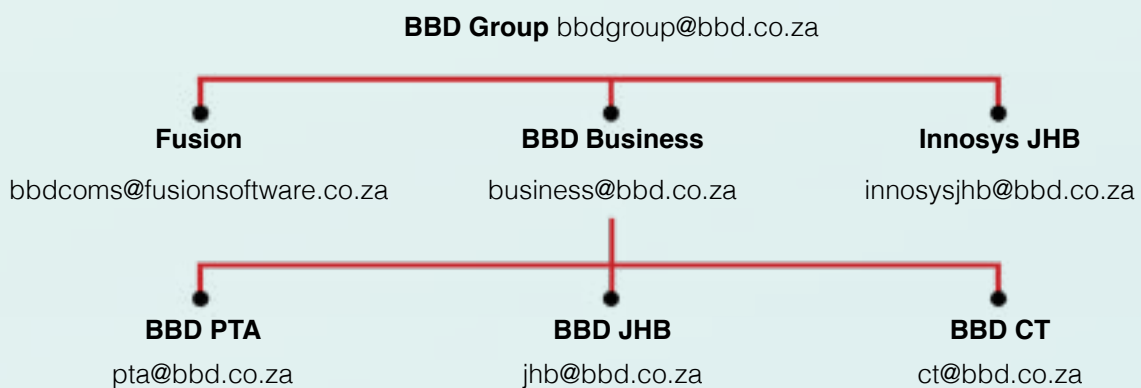 BBD Group bbdgroup@bbd.co.za
Fusion BBD Business Innosys JHB
bbdcoms@fusionsoftware.co.za business@bbd.co.za innosysjhb@bbd.co.za
BBD PTA BBD JHB BBD CT
pta@bbd.co.za jhb@bbd.co.za ct@bbd.co.za